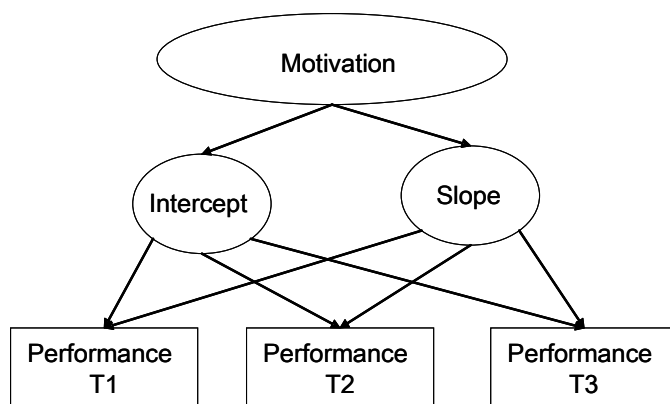 Motivation
Intercept
Slope
Performance
T1
Performance
T2
Performance
T3